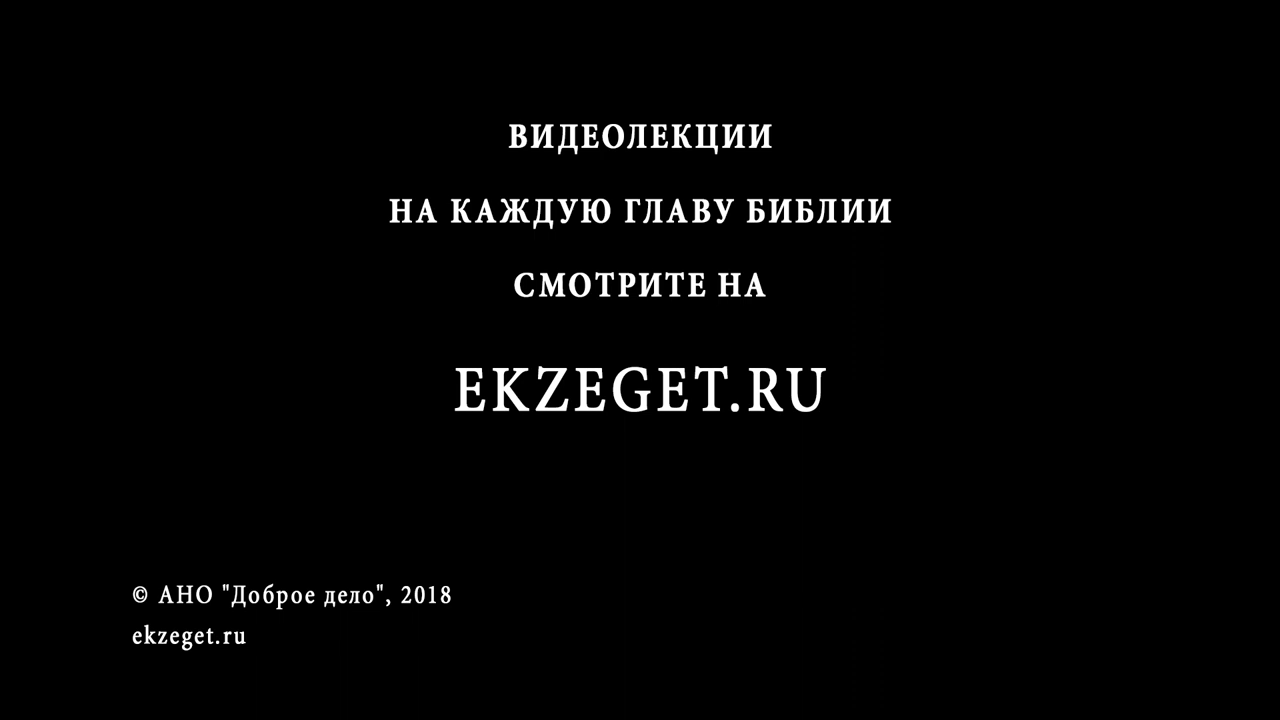 ВИДЕОЛЕКЦИИ
НА КАЖДУЮ ГЛАВУ БИБЛИИ
СМОТРИТЕ НА
EKZEGET.RU
© АНО "Доброе дело", 2018
ekzeget.ru